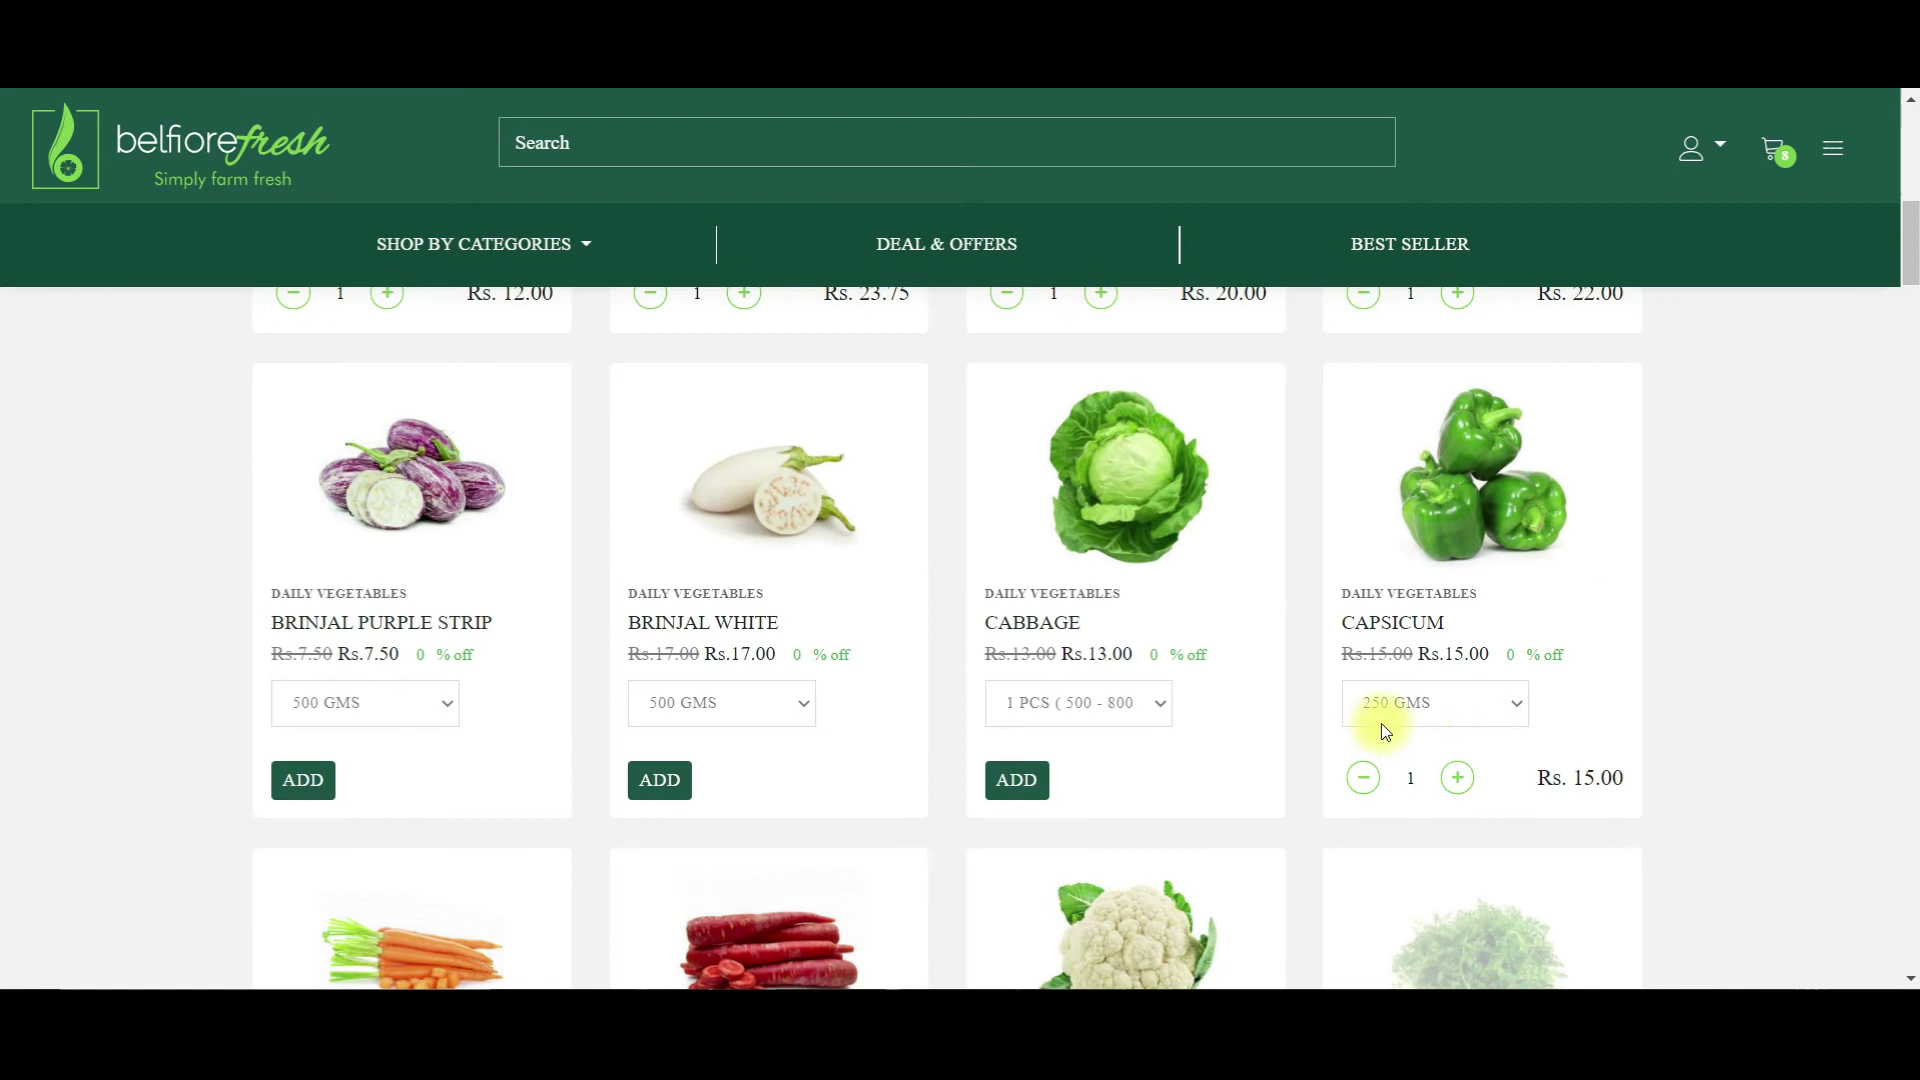 belfiorefresh
Simply farm fresh
Search
8
SHOP BY CATEGORIES
DEAL & OFFERS
BEST SELLER
1 Rs. 12.00
1 Rs. 23.75
1 Rs. 20.00
1 Rs. 22.00
DAILY VEGETABLES
BRINJAL PURPLE STRIP
Rs.7.50 Rs.7.50 0 % off
500 GMS
ADD
DAILY VEGETABLES
BRINJAL WHITE
Rs.17.00 Rs.17.00 0 % off
500 GMS
ADD
DAILY VEGETABLES
CABBAGE
Rs.13.00 Rs.13.00 0 % off
1 PCS ( 500 - 800
ADD
DAILY VEGETABLES
CAPSICUM
Rs.15.00 Rs.15.00 0 % off
250 GMS
1 Rs. 15.00